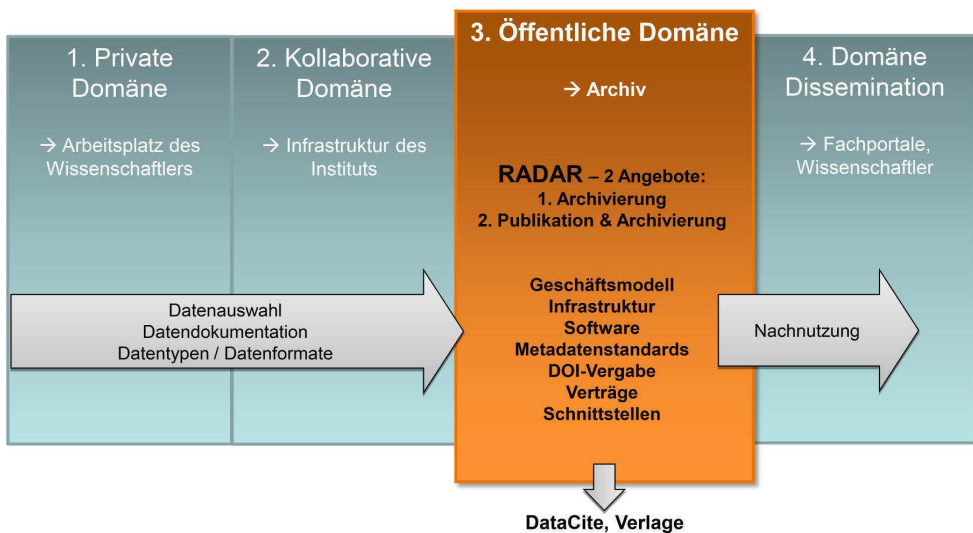 1. Private
Domäne
→ Arbeitsplatz des
Wissenschaftlers
2. Kollaborative
Domäne
→ Infrastruktur des
Instituts
3. Öffentliche Domäne
→ Archiv
RADAR – 2 Angebote:
1. Archivierung
2. Publikation & Archivierung
Geschäftsmodell
Infrastruktur
Software
Metadatenstandards
DOI-Vergabe
Verträge
Schnittstellen
4. Domäne
Dissemination
→ Fachportale,
Wissenschaftler
Datenauswahl
Datendokumentation
Datentypen / Datenformate
Nachnutzung
DataCite, Verlage